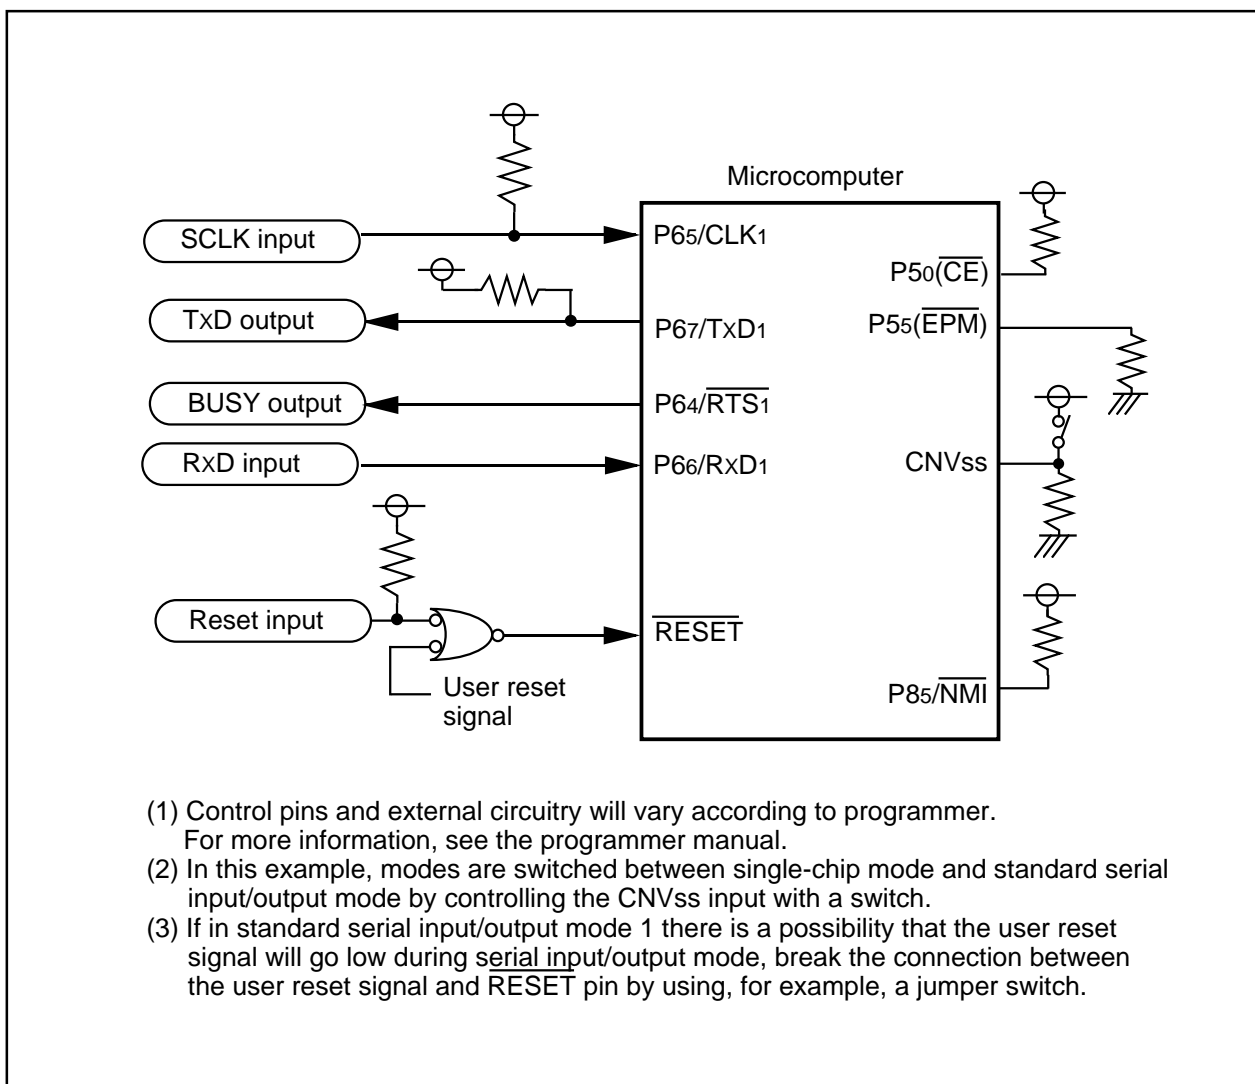 Microcomputer
SCLK input
P65/CLK1
P50(CE)
TxD output
P67/TxD1
P55(EPM)
BUSY output
P64/RTS1
RxD input
P66/RxD1
CNVss
Reset input
RESET
User reset
signal
P85/NMI
(1) Control pins and external circuitry will vary according to programmer.
For more information, see the programmer manual.
(2) In this example, modes are switched between single-chip mode and standard serial
input/output mode by controlling the CNVss input with a switch.
(3) If in standard serial input/output mode 1 there is a possibility that the user reset
signal will go low during serial input/output mode, break the connection between
the user reset signal and RESET pin by using, for example, a jumper switch.